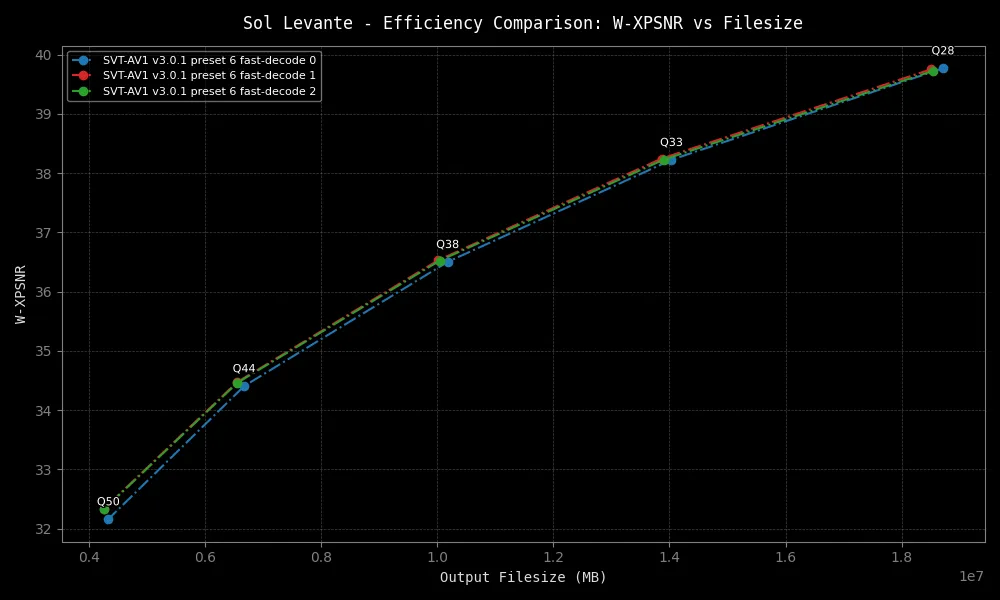 Sol Levante - Efficiency Comparison: W-XPSNR vs Filesize
SVT-AV1 v3.0.1 preset 6 fast-decode 0
SVT-AV1 v3.0.1 preset 6 fast-decode 1
SVT-AV1 v3.0.1 preset 6 fast-decode 2
Q28
Q33
Q38
Q44
Q50
W-XPSNR
40
39
38
37
36
35
34
33
32
0.4 0.6 0.8 1.0 1.2 1.4 1.6 1.8
1e7
Output Filesize (MB)